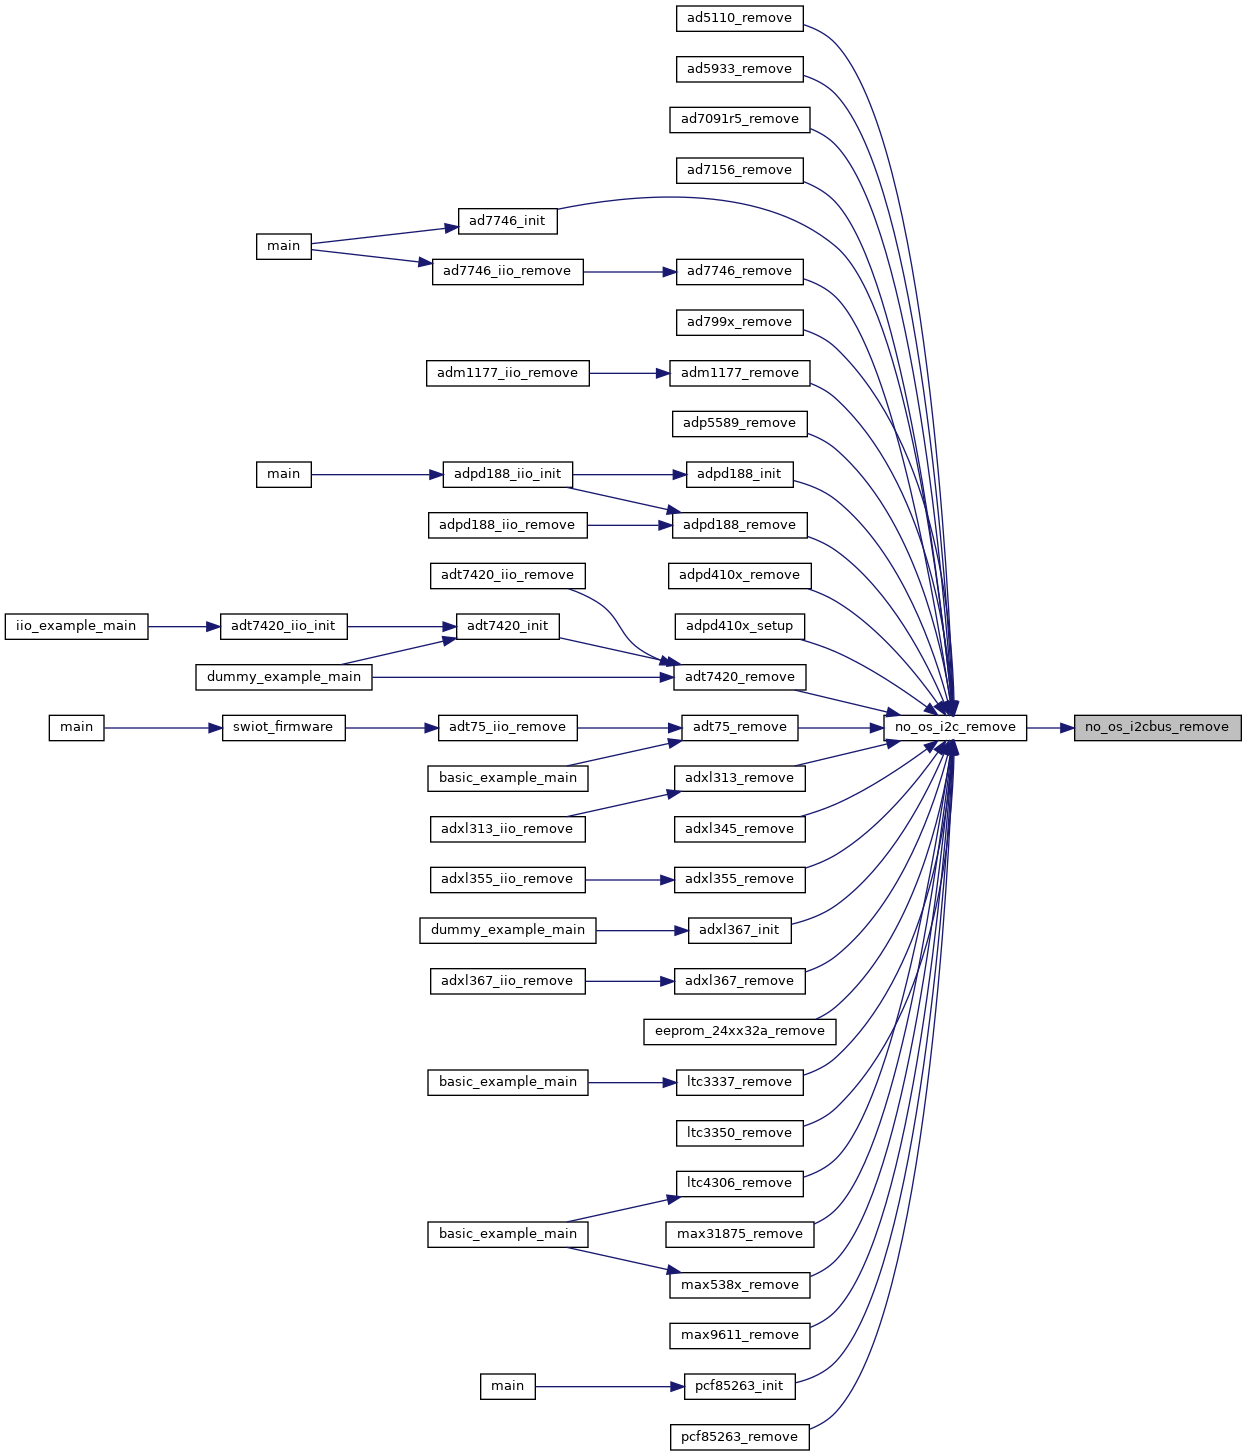 ad5110_remove
ad5933_remove
ad7091r5_remove
ad7156_remove
ad7746_init
main
ad7746_iio_remove
ad7746_remove
ad799x_remove
adm1177_iio_remove
adm1177_remove
adp5589_remove
main
adpd188_iio_init
adpd188_init
adpd188_iio_remove
adpd188_remove
adt7420_iio_remove
adpd410x_remove
iio_example_main
adt7420_iio_init
adt7420_init
adpd410x_setup
dummy_example_main
adt7420_remove
main
swiot_firmware
adt75_iio_remove
adt75_remove
no_os_i2c_remove
no_os_i2cbus_remove
basic_example_main
adxl313_remove
adxl313_iio_remove
adxl345_remove
adxl355_iio_remove
adxl355_remove
dummy_example_main
adxl367_init
adxl367_iio_remove
adxl367_remove
eeprom_24xx32a_remove
basic_example_main
ltc3337_remove
ltc3350_remove
ltc4306_remove
basic_example_main
max31875_remove
max538x_remove
max9611_remove
main
pcf85263_init
pcf85263_remove